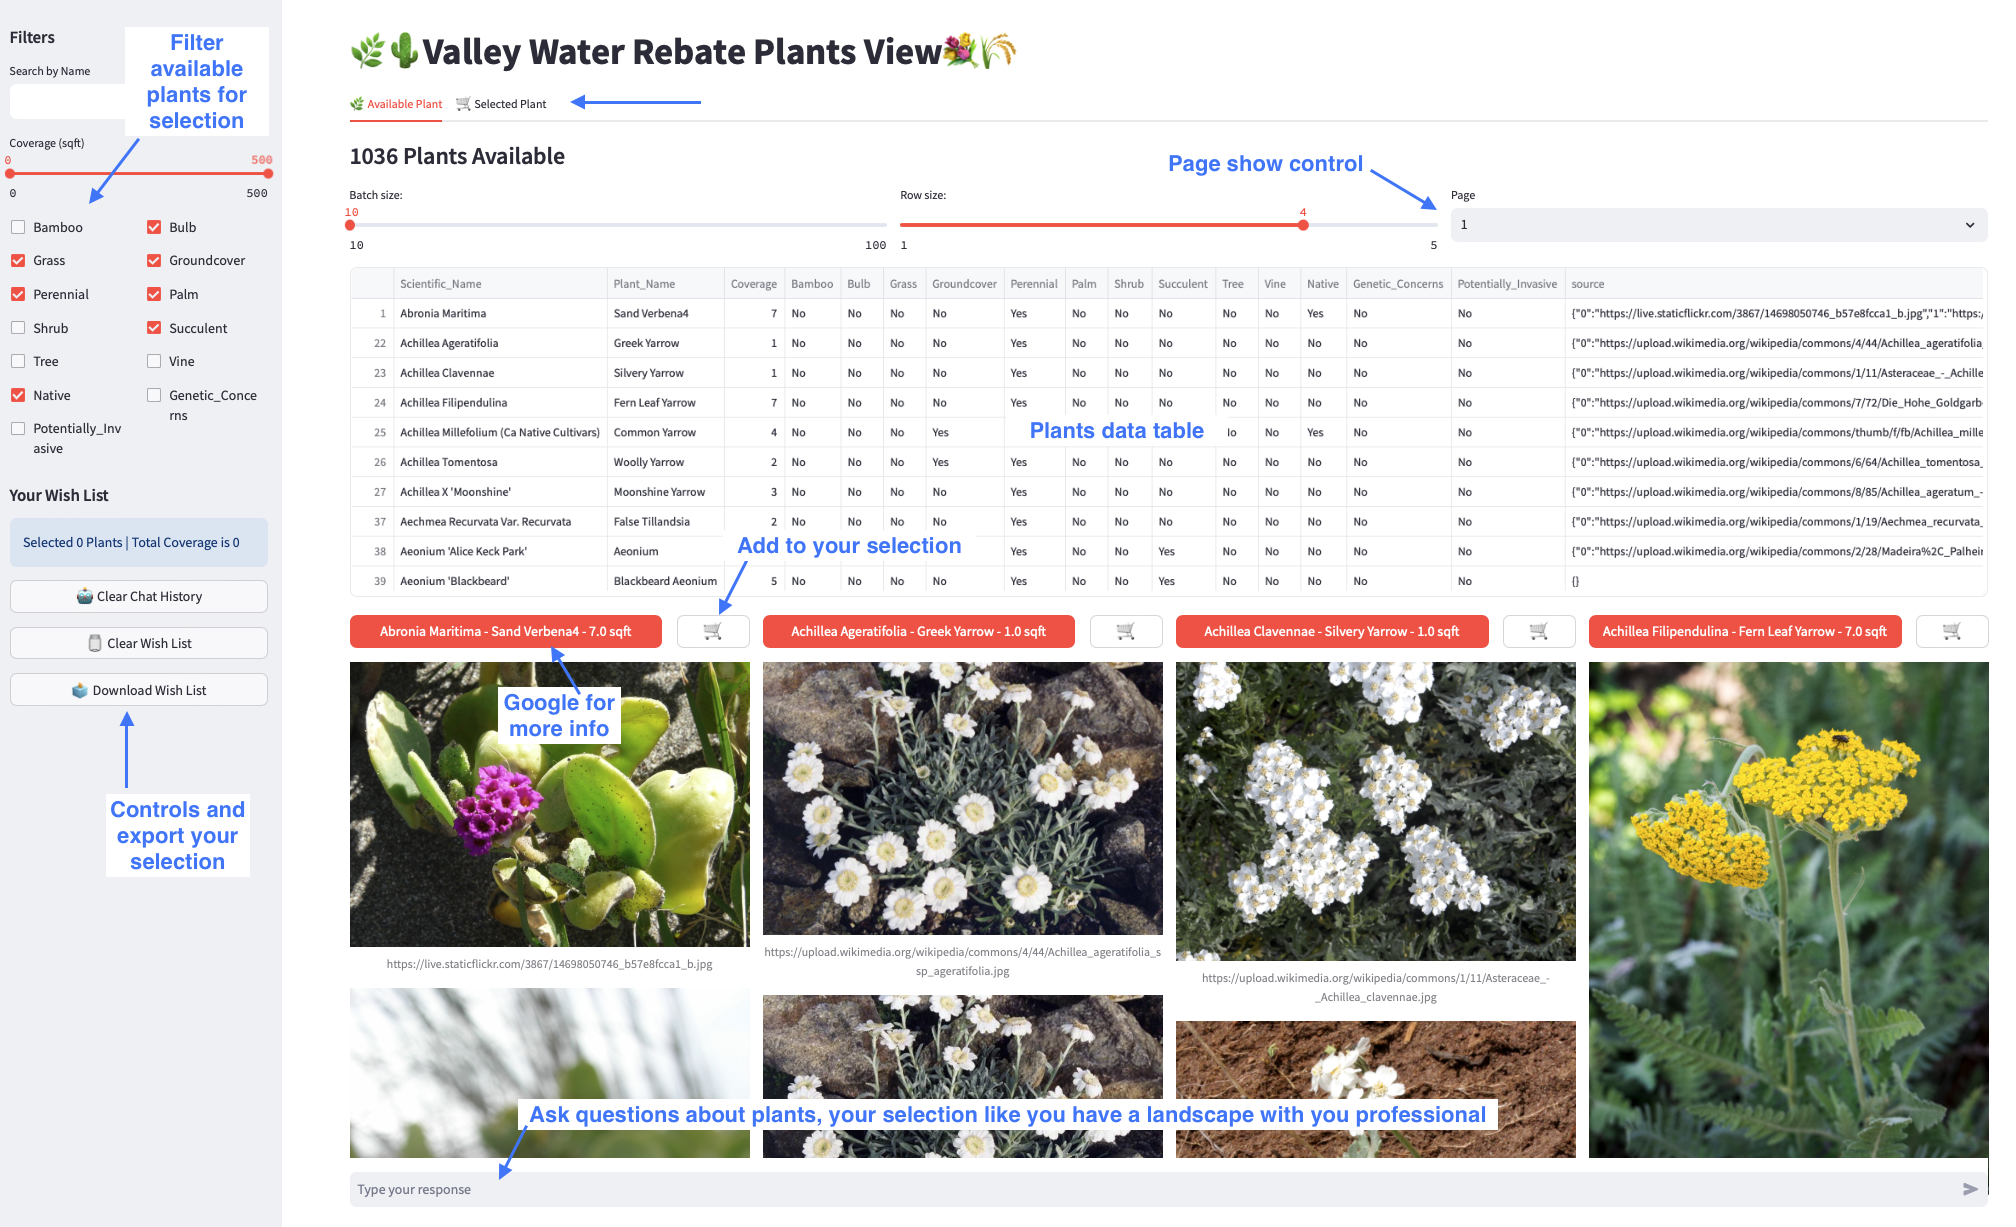 Filters
Filter
available
plants for
selection
Search by Name
Coverage (sqft)
0 500
0 500
Bamboo Bulb
Grass Groundcover
Perennial Palm
Shrub Succulent
Tree Vine
Native Genetic_Conce
rns
Potentially_Inv
asive
Your Wish List
Selected 0 Plants | Total Coverage is 0
Clear Chat History
Clear Wish List
Download Wish List
Controls and
export your
selection
Valley Water Rebate Plants View
Available Plant Selected Plant
1036 Plants Available
Page show control
Batch size: Row size: Page
10 4 1
10 100 1 5
Scientific_Name Plant_Name Coverage Bamboo Bulb Grass Groundcover Perennial Palm Shrub Succulent Tree Vine Native Genetic_Concerns Potentially_Invasive source
1 Abronia Maritima Sand Verbena4 7 No No No No Yes No No No No No Yes No No {"0":"https://live.staticflickr.com/3867/14698050746_b57e8fcca1_b.jpg","1":"https:/
22 Achillea Ageratifolia Greek Yarrow 1 No No No No Yes No No No No No No No No {"0":"https://upload.wikimedia.org/wikipedia/commons/4/44/Achillea_ageratifolia_
23 Achillea Clavennae Silvery Yarrow 1 No No No No Yes No No No No No No No No {"0":"https://upload.wikimedia.org/wikipedia/commons/1/11/Asteraceae_-_Achille
24 Achillea Filipendulina Fern Leaf Yarrow 7 No No No No Yes No No No No No No No No {"0":"https://upload.wikimedia.org/wikipedia/commons/7/72/Die_Hohe_Goldgarb
25 Achillea Millefolium (Ca Native Cultivars) Common Yarrow 4 No No No Yes Plants data table No Yes No No {"0":"https://upload.wikimedia.org/wikipedia/commons/thumb/f/fb/Achillea_mille
26 Achillea Tomentosa Woolly Yarrow 2 No No No Yes Yes No No No No No No No No {"0":"https://upload.wikimedia.org/wikipedia/commons/6/64/Achillea_tomentosa_
27 Achillea X 'Moonshine' Moonshine Yarrow 3 No No No No Yes No No No No No No No No {"0":"https://upload.wikimedia.org/wikipedia/commons/8/85/Achillea_ageratum_-
37 Aechmea Recurvata Var. Recurvata False Tillandsia 2 No No No No Yes No No No No No No No No {"0":"https://upload.wikimedia.org/wikipedia/commons/1/19/Aechmea_recurvata_
38 Aeonium 'Alice Keck Park' Aeonium Add to your selection Yes No No Yes No No No No No {"0":"https://upload.wikimedia.org/wikipedia/commons/2/28/Madeira%2C_Palheir
39 Aeonium 'Blackbeard' Blackbeard Aeonium 5 No No No No Yes No No Yes No No No No No {}
Abronia Maritima - Sand Verbena4 - 7.0 sqft Achillea Ageratifolia - Greek Yarrow - 1.0 sqft Achillea Clavennae - Silvery Yarrow - 1.0 sqft Achillea Filipendulina - Fern Leaf Yarrow - 7.0 sqft
Google for
more info
https://live.staticflickr.com/3867/14698050746_b57e8fcca1_b.jpg
https://upload.wikimedia.org/wikipedia/commons/4/44/Achillea_ageratifolia_s
sp_ageratifolia.jpg
https://upload.wikimedia.org/wikipedia/commons/1/11/Asteraceae_-
_Achillea_clavennae.jpg
Ask questions about plants, your selection like you have a landscape with you professional
Type your response